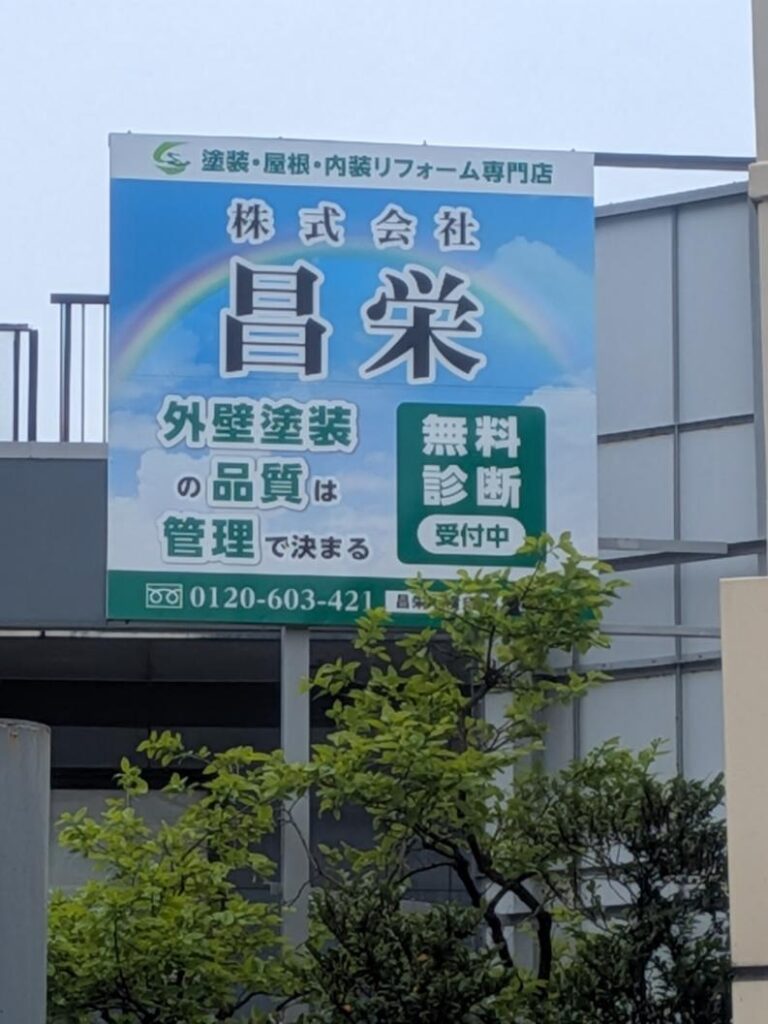 塗装・屋根・内装リフォーム専門店
株式会社
昌栄
外壁塗装
の品質は
管理で決まる
無料
診断
受付中
0120-603-421
昌栄